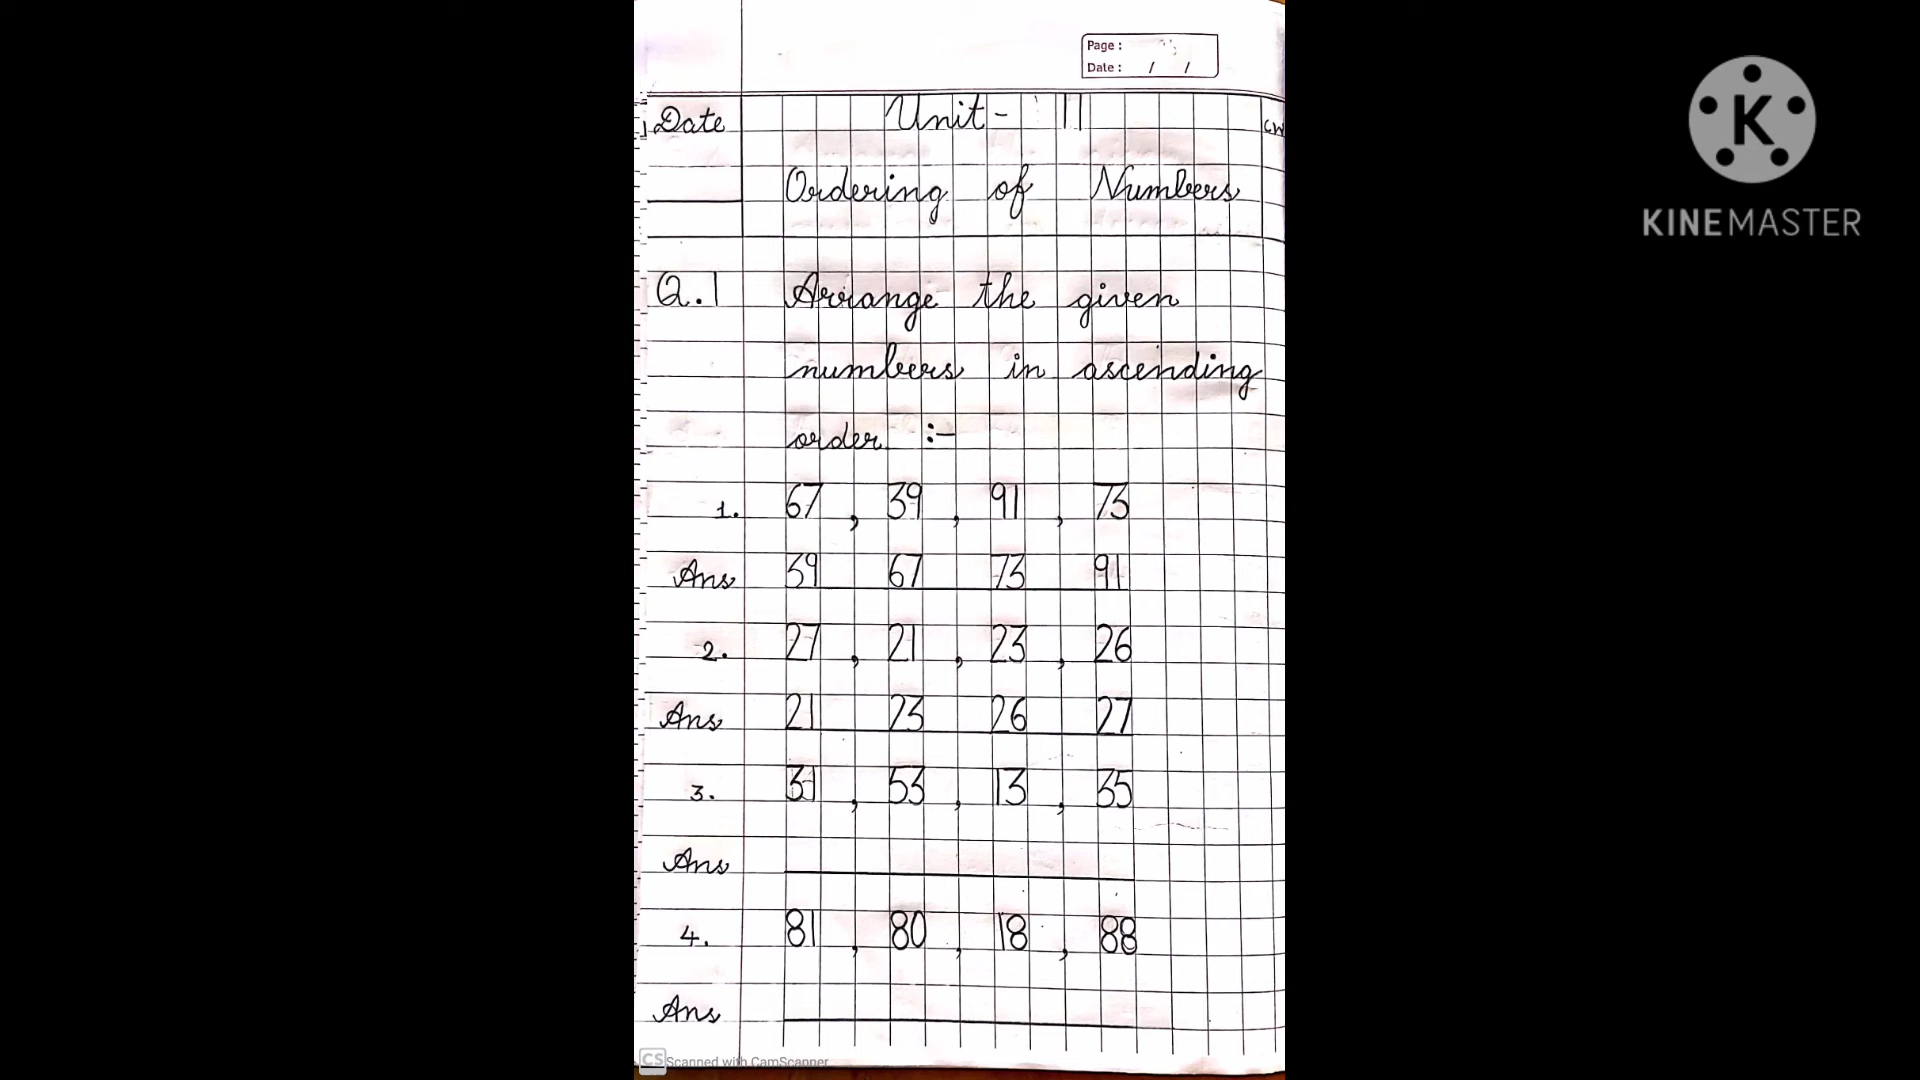 Page :
Date : / /
Date Unit - 11 CW
Ordering of Numbers
Q.1 Arrange the given
numbers in ascending
order :-
1. 67 , 39 , 91 , 73
Ans 39 67 73 91
2. 27 , 21 , 23 , 26
Ans 21 23 26 27
3. 31 , 53 , 13 , 35
Ans
4. 81 , 80 , 18 , 88
Ans
CS Scanned with CamScanner
K
KINEMASTER